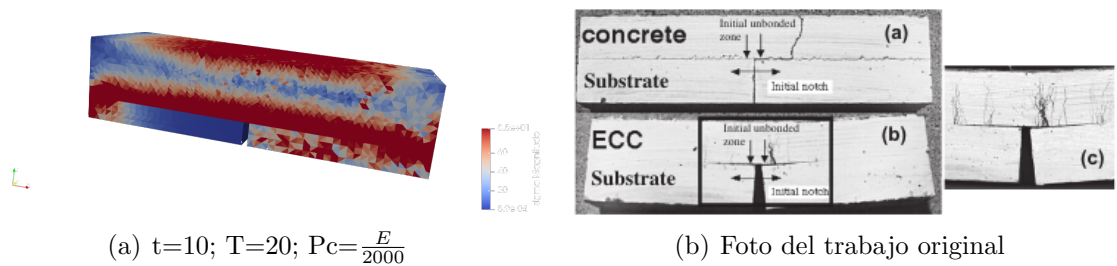 concrete
Initial unbonded
zone
(a)
Substrate
Initial notch
ECC
Initial unbonded
zone
(b)
Substrate
Initial notch
(c)
(a) t=10; T=20; Pc=E/2000
(b) Foto del trabajo original